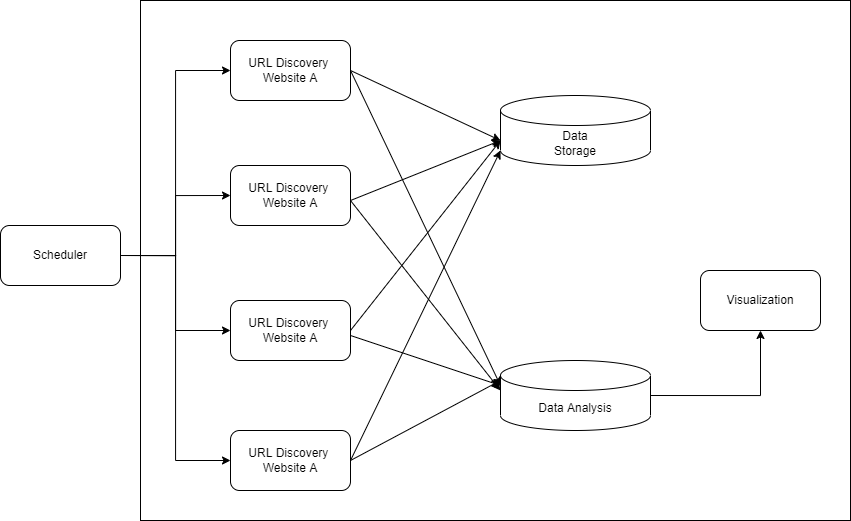 URL Discovery
Website A
URL Discovery
Website A
Scheduler
URL Discovery
Website A
URL Discovery
Website A
Data
Storage
Data Analysis
Visualization